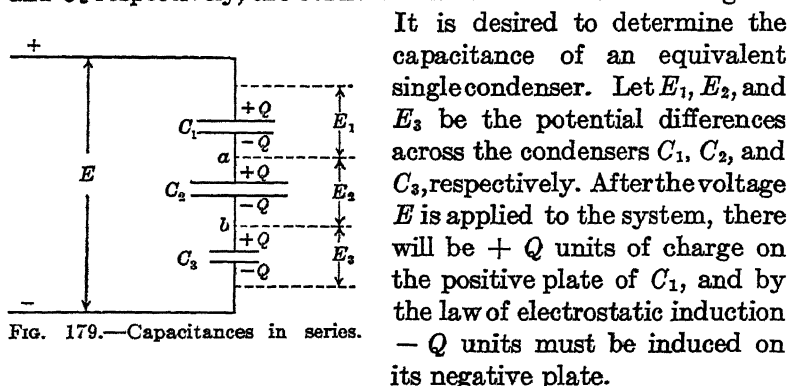 It is desired to determine the
capacitance of an equivalent
single condenser. Let E₁, E₂, and
E₃ be the potential differences
across the condensers C₁, C₂, and
C₃, respectively. After the voltage
E is applied to the system, there
will be + Q units of charge on
the positive plate of C₁, and by
the law of electrostatic induction
− Q units must be induced on
its negative plate.
+
E
−
C₁
+Q
−Q
E₁
a
C₂
+Q
−Q
E₂
b
C₃
+Q
−Q
E₃
FIG. 179.—Capacitances in series.